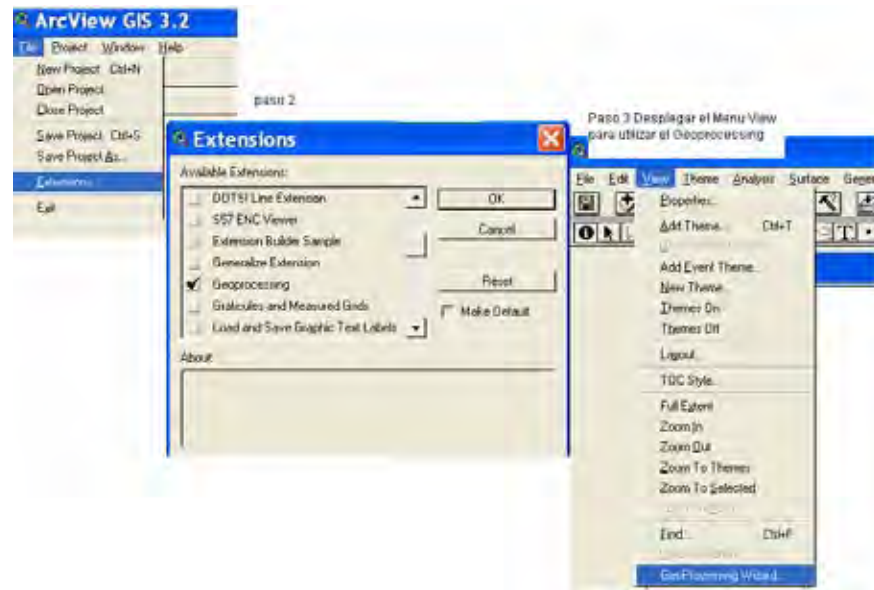 ArcView GIS 3.2
File Project Window Help
New Project Ctrl+N
Open Project
Close Project
Save Project Ctrl+S
Save Project As...
Extensions...
Exit
paso 2
Extensions
Available Extensions:
Line Extension
S57 ENC Viewer
Extension Builder Sample
Generalize Extension
Geoprocessing
Graticules and Measured Grids
Load and Save Graphic Text Labels
OK
Cancel
Reset
Make Default
About
Paso 3 Desplegar el Menu View
para utilizar el Geoprocessing
File Edit View Theme Analysis Surface
Properties...
Add Theme... Ctrl+T
Add Event Theme...
New Theme...
Themes On
Themes Off
Layout...
TOC Style...
Full Extent
Zoom In
Zoom Out
Zoom To Themes
Zoom To Selected
Find... Ctrl+F
Wizard...